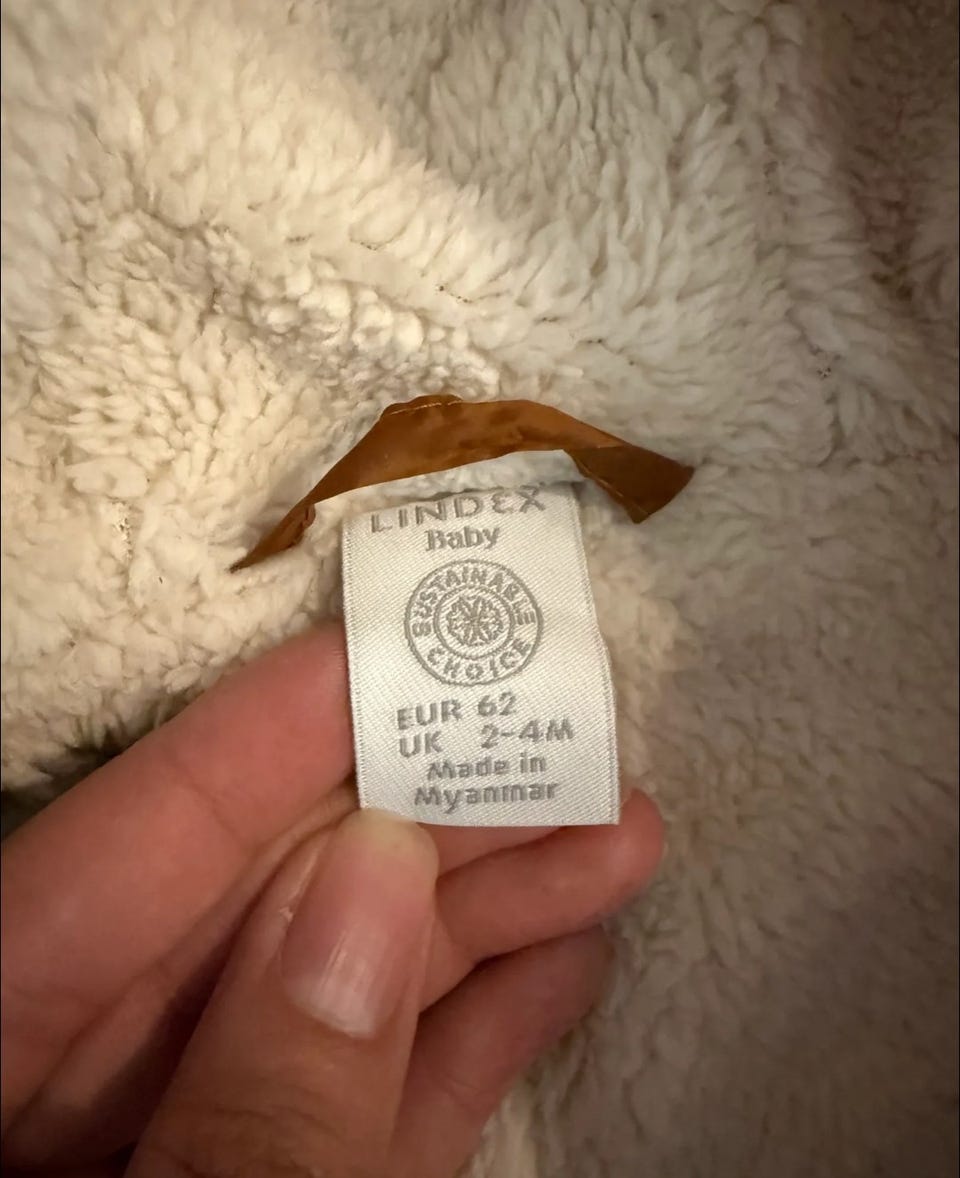 LINDEX
Baby
SUSTAINABLE
CHOICE
EUR 62
UK 2-4M
Made in
Myanmar